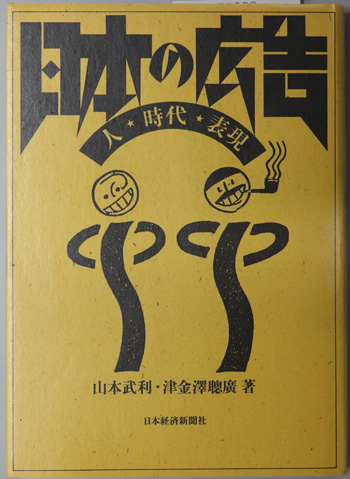 日本の広告
人★時代★表現
山本武利・津金澤聰廣 著
日本経済新聞社